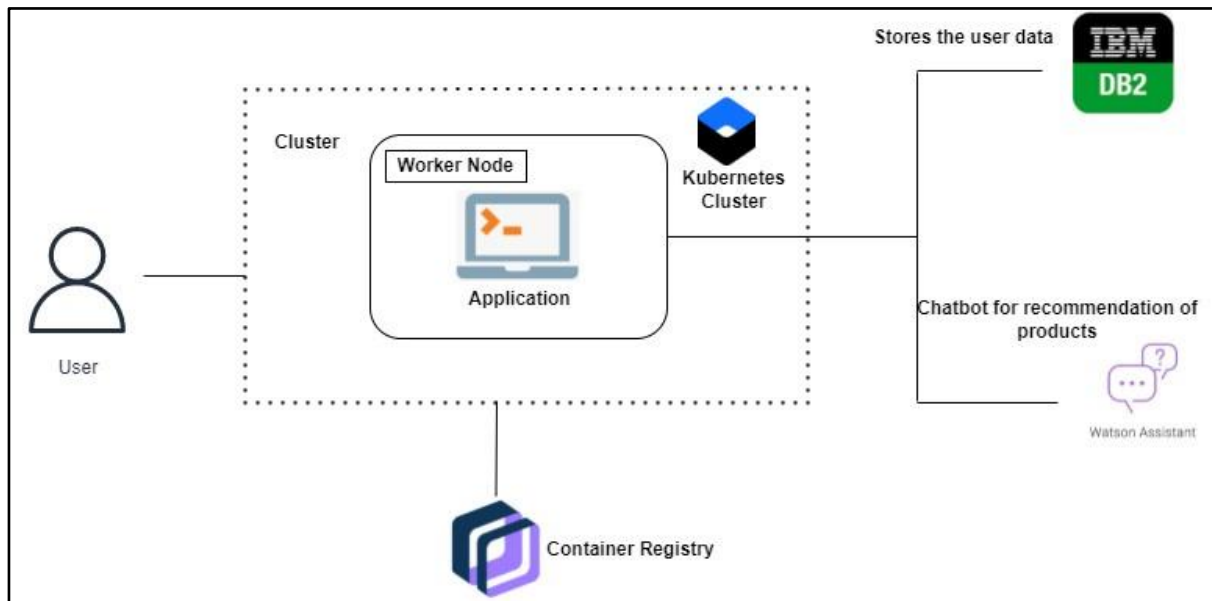 Stores the user data
IBM
DB2
Cluster
Worker Node
Kubernetes
Cluster
Application
User
Chatbot for recommendation of
products
?
Watson Assistant
Container Registry